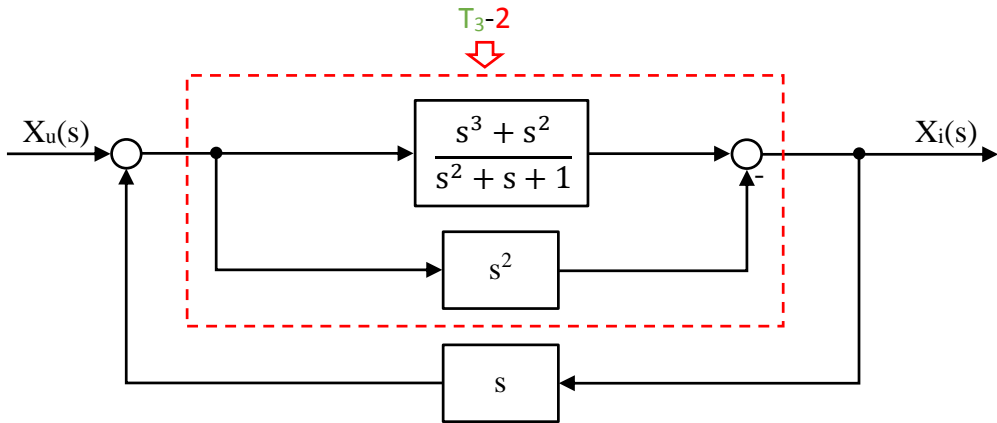 T₃-2
Xᵤ(s)
s³ + s²
s² + s + 1
Xᵢ(s)
-
s²
s